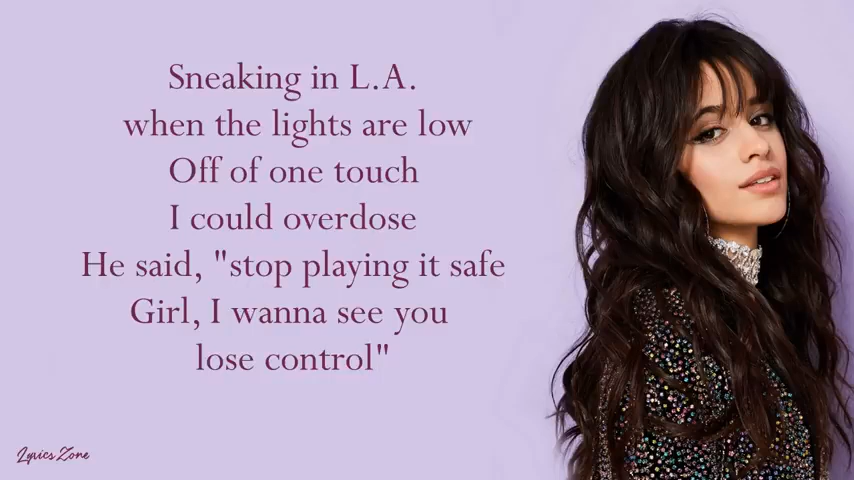 Sneaking in L.A.
when the lights are low
Off of one touch
I could overdose
He said, "stop playing it safe
Girl, I wanna see you
lose control"
Lyrics Zone